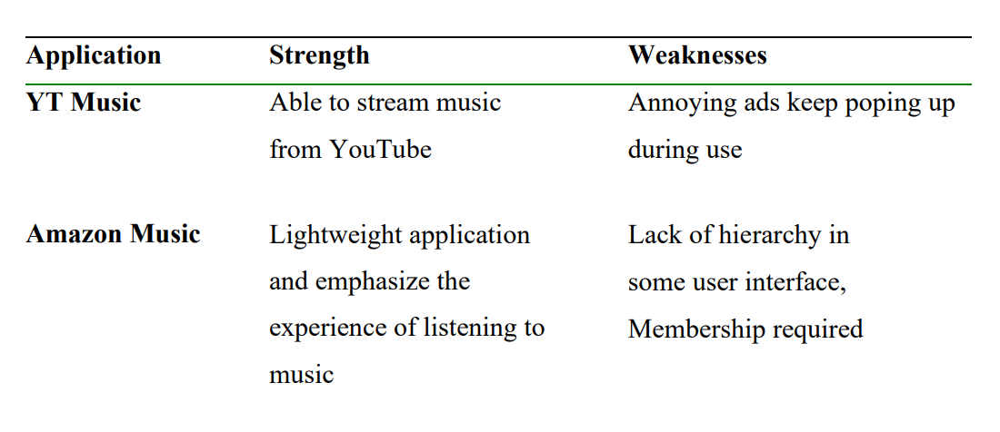 Application Strength Weaknesses
YT Music Able to stream music Annoying ads keep poping up
from YouTube during use
Amazon Music Lightweight application Lack of hierarchy in
and emphasize the some user interface,
experience of listening to Membership required
music